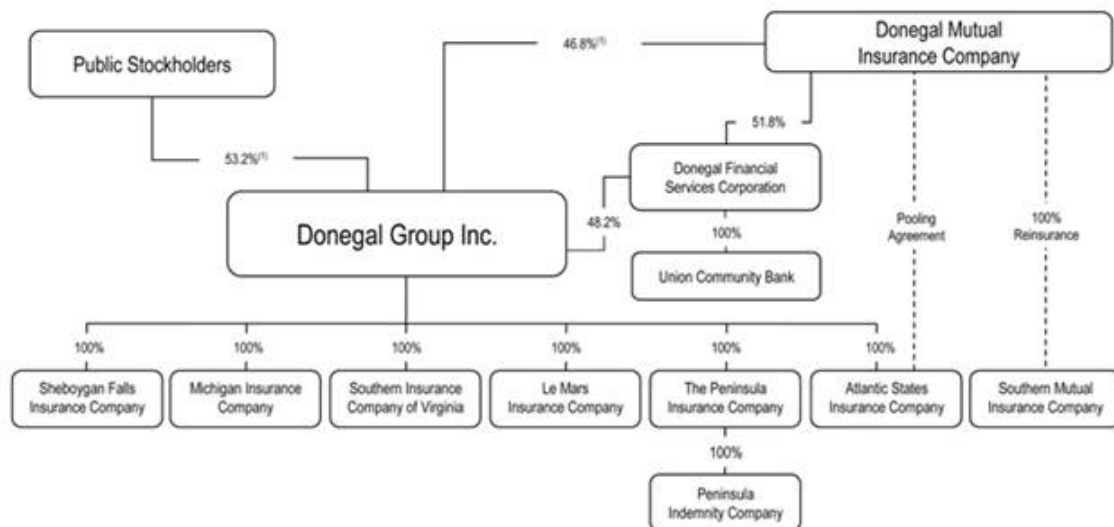 Donegal Mutual
Insurance Company
Public Stockholders
46.8%(1)
51.8%
53.2%(1)
Donegal Financial
Services Corporation
Donegal Group Inc.
48.2%
100%
Pooling
Agreement
100%
Reinsurance
Union Community Bank
100%
100%
100%
100%
100%
100%
Sheboygan Falls
Insurance Company
Michigan Insurance
Company
Southern Insurance
Company of Virginia
Le Mars
Insurance Company
The Peninsula
Insurance Company
Atlantic States
Insurance Company
Southern Mutual
Insurance Company
100%
Peninsula
Indemnity Company